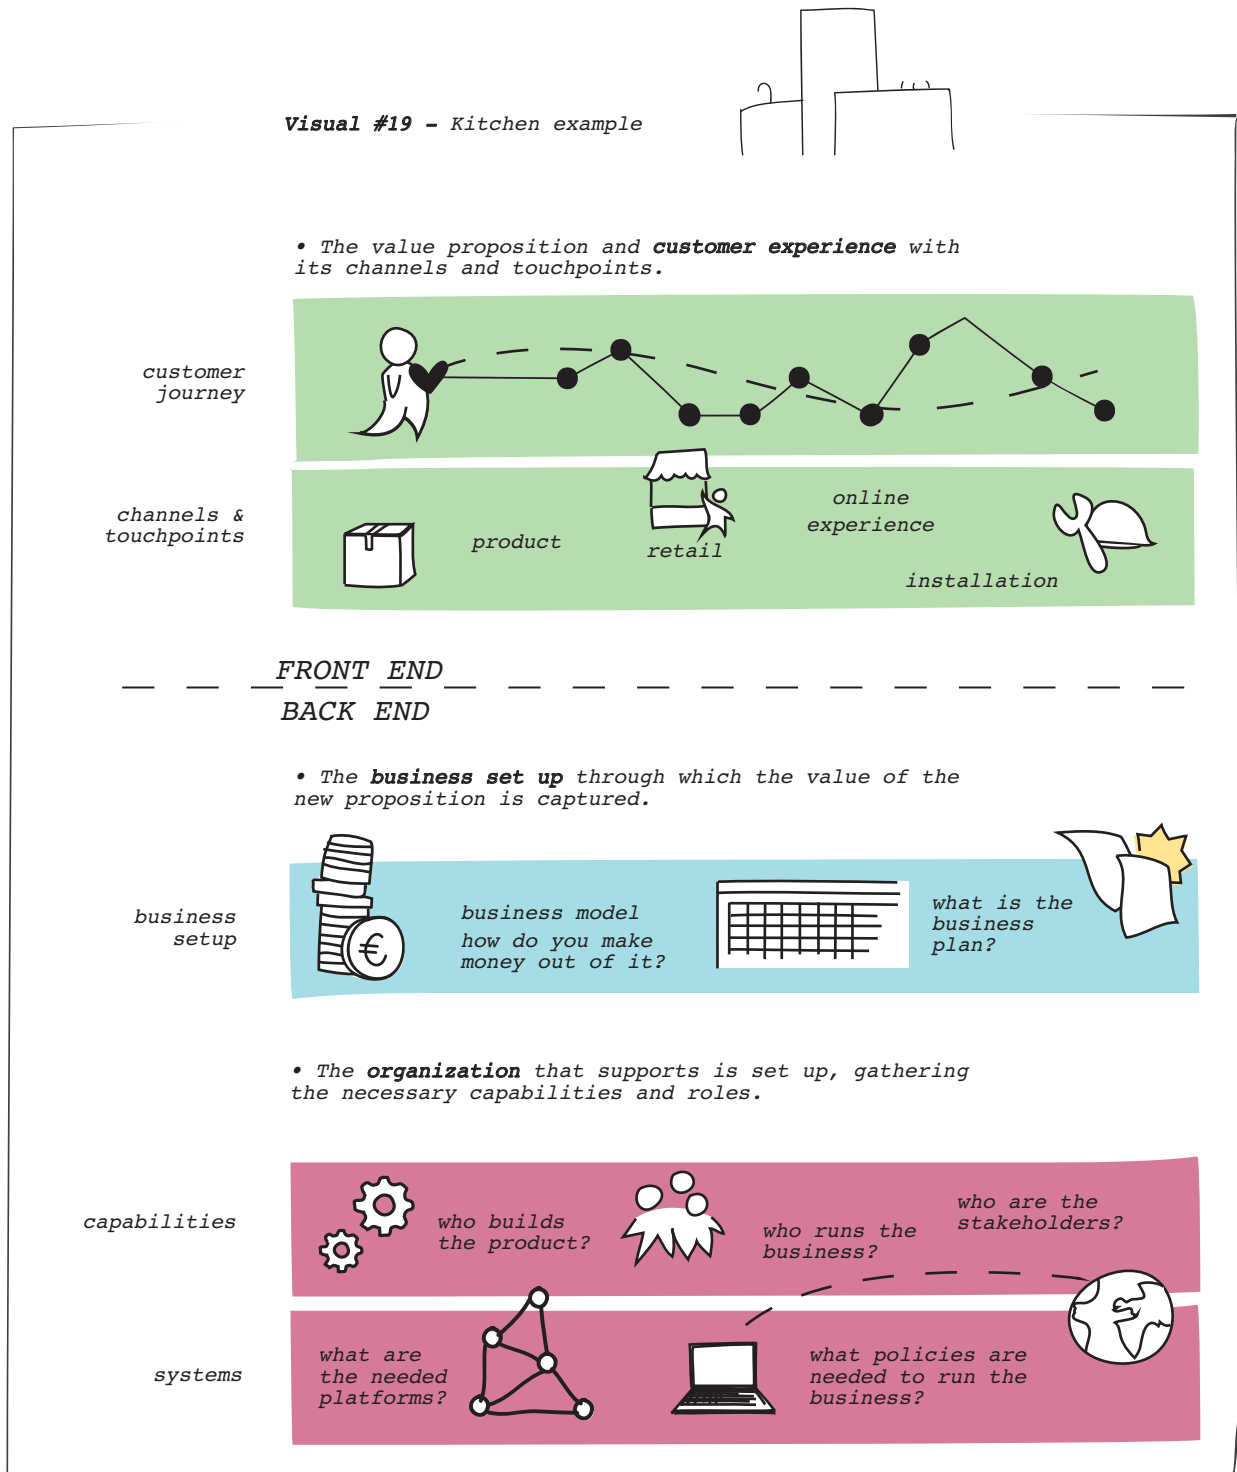 Visual #19 – Kitchen example
• The value proposition and customer experience with
its channels and touchpoints.
customer
journey
channels &
touchpoints
product
retail
online
experience
installation
FRONT END
BACK END
• The business set up through which the value of the
new proposition is captured.
business
setup
€
business model
how do you make
money out of it?
what is the
business
plan?
• The organization that supports is set up, gathering
the necessary capabilities and roles.
capabilities
who builds
the product?
who runs the
business?
who are the
stakeholders?
systems
what are
the needed
platforms?
what policies are
needed to run the
business?